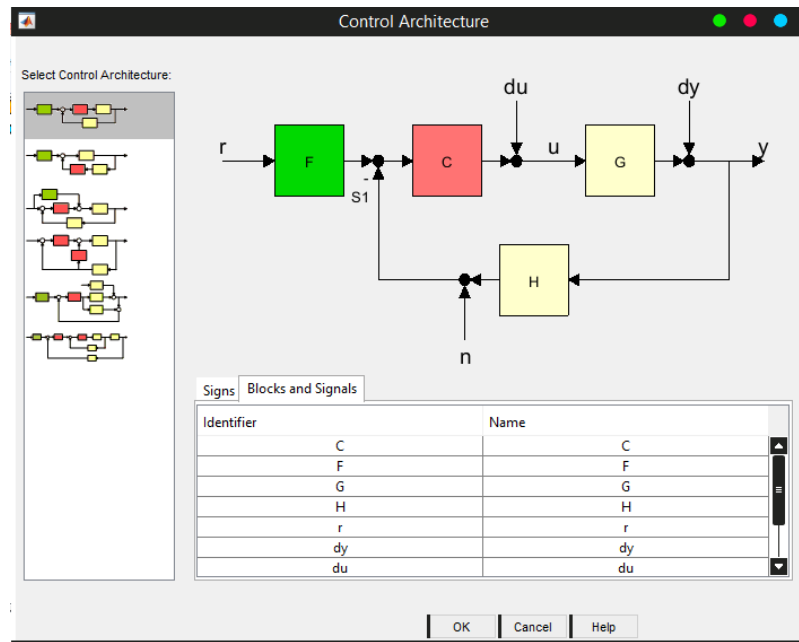 Control Architecture
Select Control Architecture:
du
dy
r
F
C
u
G
y
-
S1
H
n
Signs
Blocks and Signals
Identifier Name
C C
F F
G G
H H
r r
dy dy
du du
OK Cancel Help